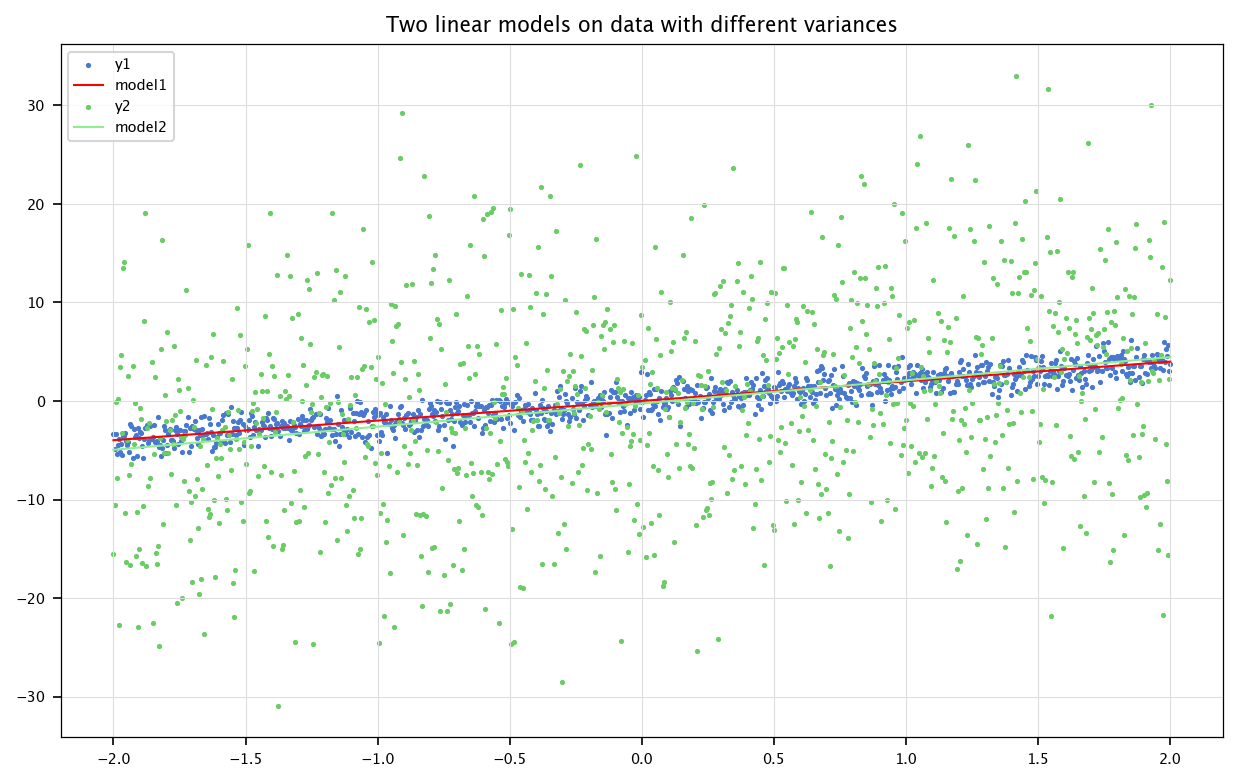 Two linear models on data with different variances
y1
model1
y2
model2
30
20
10
0
−10
−20
−30
−2.0 −1.5 −1.0 −0.5 0.0 0.5 1.0 1.5 2.0